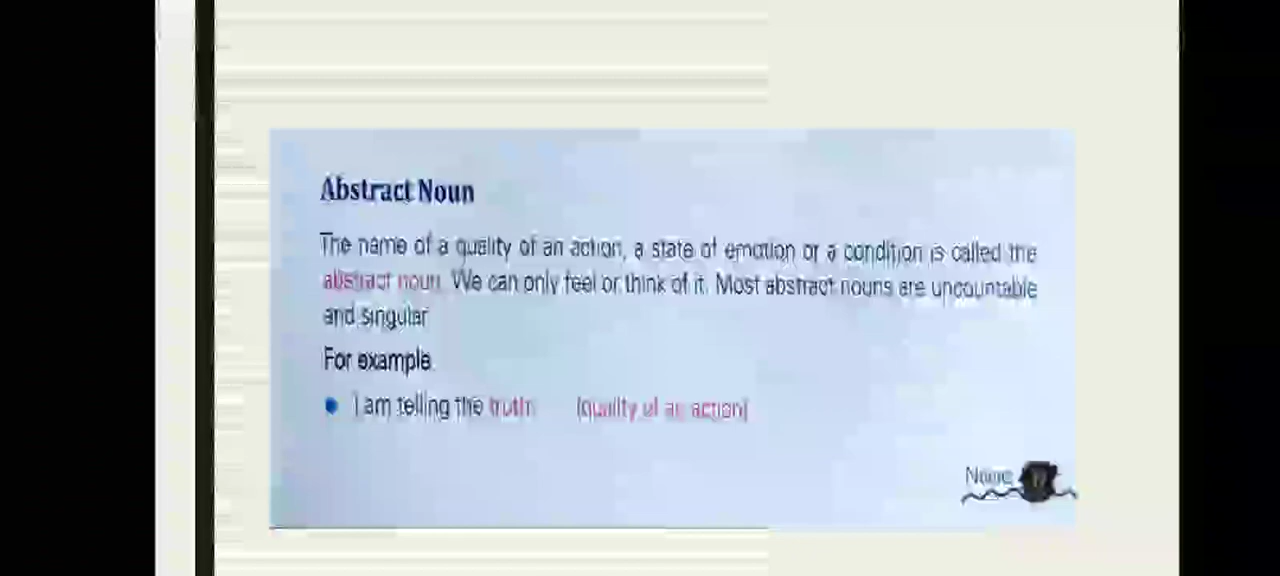 Abstract Noun
The name of a quality of an action, a state of emotion or a condition is called the
abstract noun. We can only feel or think of it. Most abstract nouns are uncountable
and singular
For example
I am telling the truth (quality of an action)